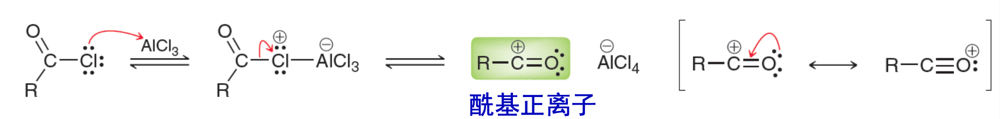 O C Cl R AlCl3
O C Cl ⊕ AlCl3 ⊖ R
R C ⊕ O AlCl4 ⊖
R C ⊕ O R C O ⊕
酰基正离子